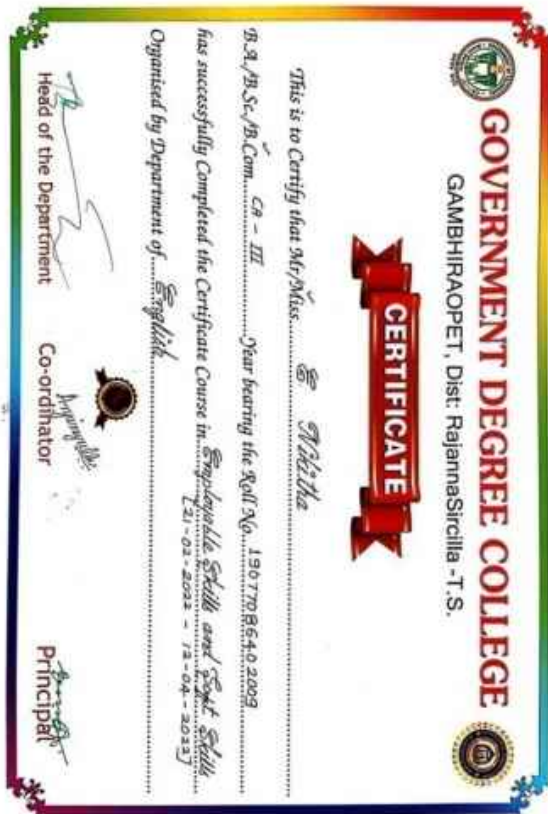 GOVERNMENT DEGREE COLLEGE
GAMBHIRAOPET, Dist: RajannaSircilla -T.S.
CERTIFICATE
This is to Certify that Mr/Miss....... E Nikitha
B.A./B.Sc./B.Com.... CA - III ..........Year bearing the Roll No.. 19077086402009
has successfully Completed the Certificate Course in.... Employable Skills and Soft Skills
[21-02-2022 - 12-04-2022]
Organised by Department of.... English
Head of the Department
Co-ordinator
Principal